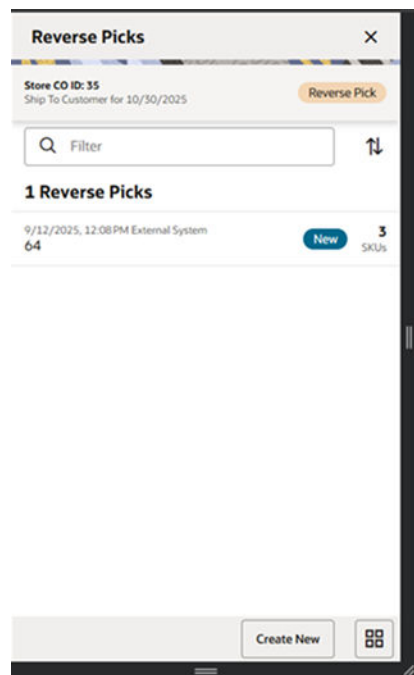 Reverse Picks
Store CO ID: 35
Ship To Customer for 10/30/2025
Reverse Pick
Filter
1 Reverse Picks
9/12/2025, 12:08 PM External System
64
New
3
SKUs
Create New